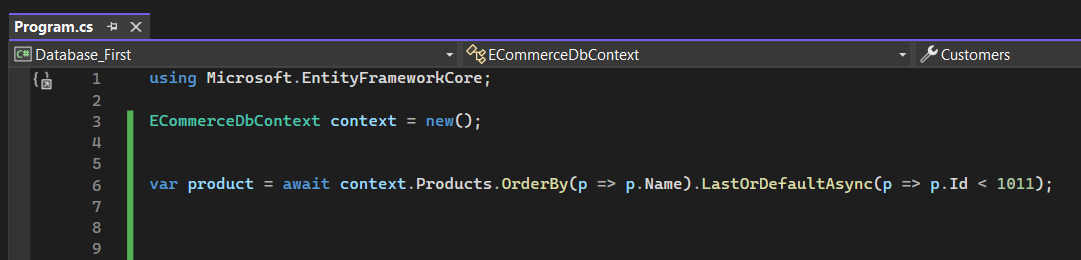 Program.cs
C# Database_First
ECommerceDbContext
Customers
1 using Microsoft.EntityFrameworkCore;
2
3 ECommerceDbContext context = new();
4
5
6 var product = await context.Products.OrderBy(p => p.Name).LastOrDefaultAsync(p => p.Id < 1011);
7
8
9